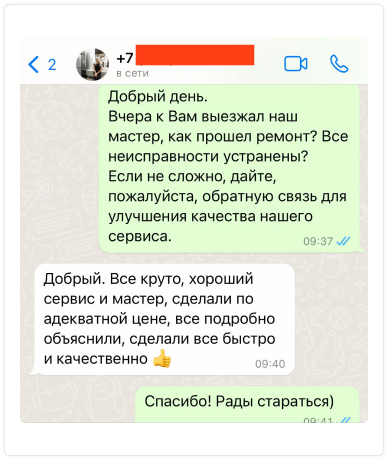 2
+7
в сети
Добрый день.
Вчера к Вам выезжал наш
мастер, как прошел ремонт? Все
неисправности устранены?
Если не сложно, дайте,
пожалуйста, обратную связь для
улучшения качества нашего
сервиса.
09:37
Добрый. Все круто, хороший
сервис и мастер, сделали по
адекватной цене, все подробно
объяснили, сделали все быстро
и качественно 👍
09:40
Спасибо! Рады стараться)
09:41